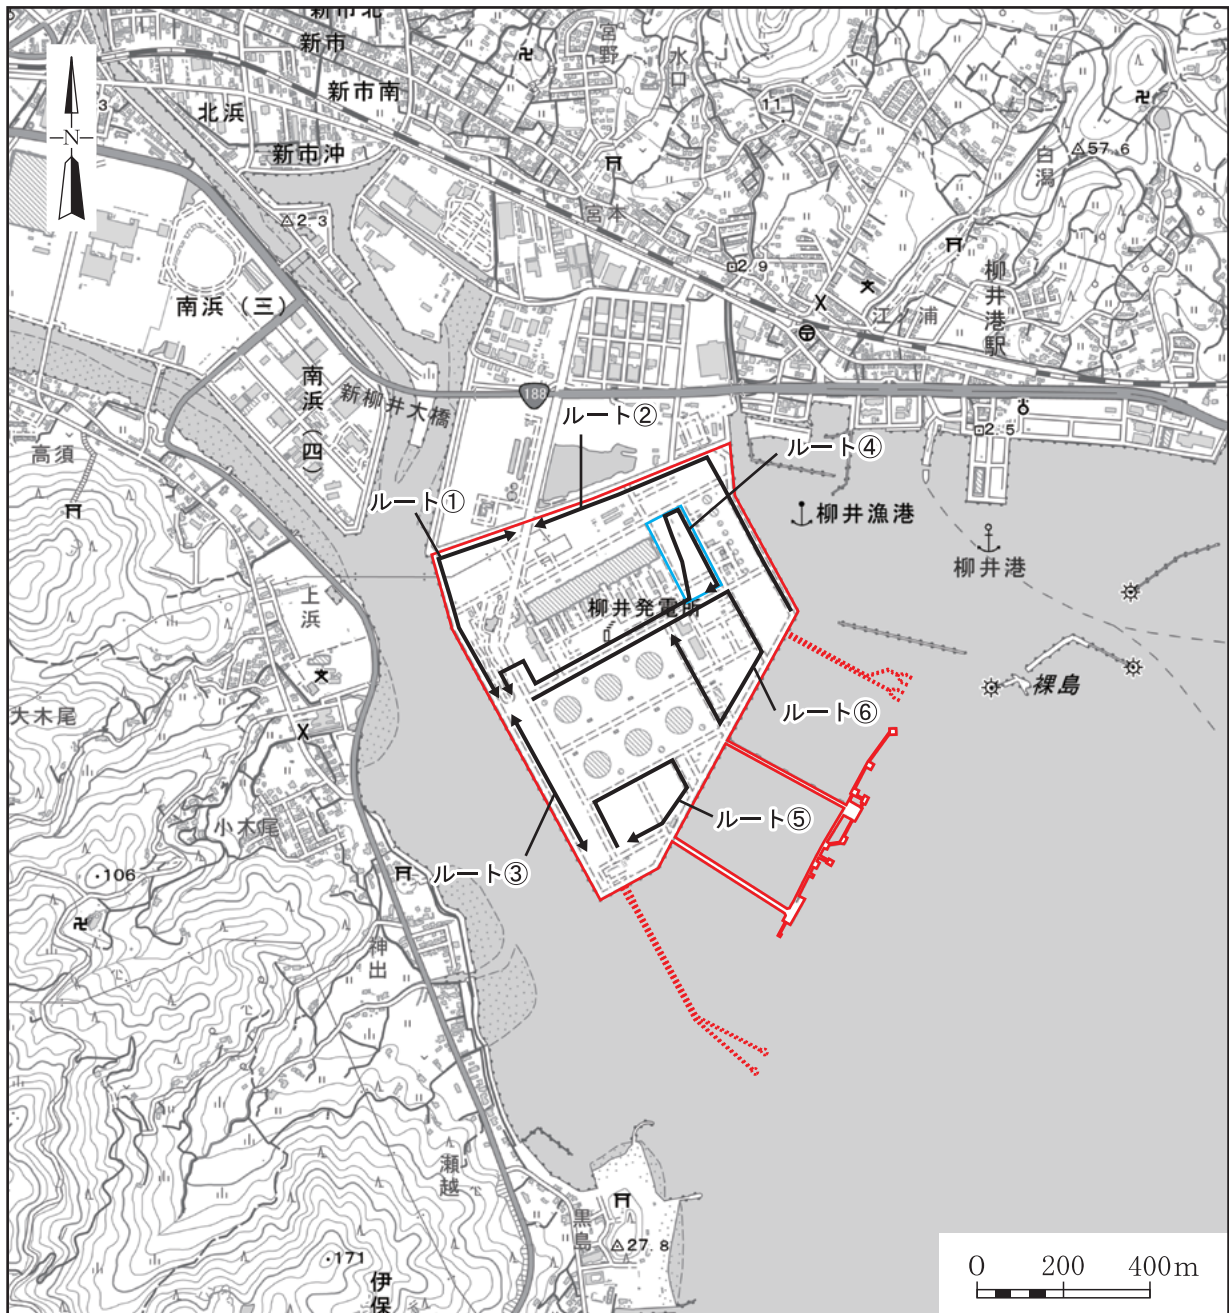 新市北
新市
新市南
北浜
新市沖
宮野
水口
11
白潟
57.6
N
3
2.3
宮本
2.9
江ノ浦
柳井港駅
南浜（三）
南浜（四）
新柳井大橋
188
2.5
高須
ルート②
ルート④
ルート①
柳井漁港
柳井港
上浜
柳井発電所
裸島
大木尾
ルート⑥
小木尾
ルート⑤
ルート③
106
神出
瀬越
黒島
27.8
171
伊保
0 200 400m